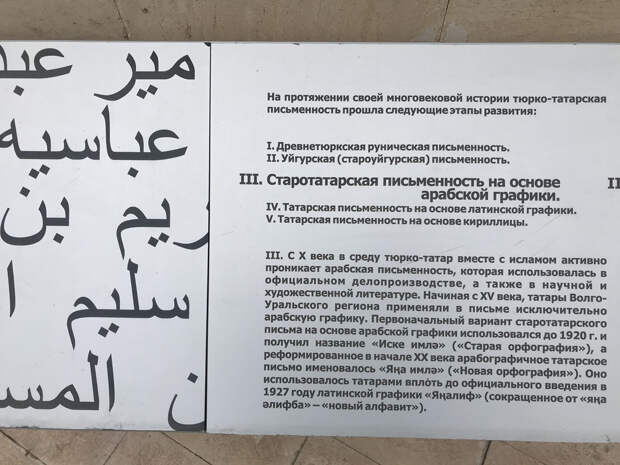 مير عبد
عباسيه
ريم بن
سليم ا
ن المس
На протяжении своей многовековой истории тюрко-татарская
письменность прошла следующие этапы развития:
I. Древнетюркская руническая письменность.
II. Уйгурская (староуйгурская) письменность.
III. Старотатарская письменность на основе
арабской графики.
IV. Татарская письменность на основе латинской графики.
V. Татарская письменность на основе кириллицы.
III. С X века в среду тюрко-татар вместе с исламом активно
проникает арабская письменность, которая использовалась в
официальном делопроизводстве, а также в научной и
художественной литературе. Начиная с XV века, татары Волго-
Уральского региона применяли в письме исключительно
арабскую графику. Первоначальный вариант старотатарского
письма на основе арабской графики использовался до 1920 г. и
получил название «Иске имлә» («Старая орфография»), а
реформированное в начале XX века арабографичное татарское
письмо именовалось «Яңа имлә» («Новая орфография»). Оно
использовалось татарами вплоть до официального введения в
1927 году латинской графики «Яңалиф» (сокращенное от «яңа
әлифба» – «новый алфавит»).
II